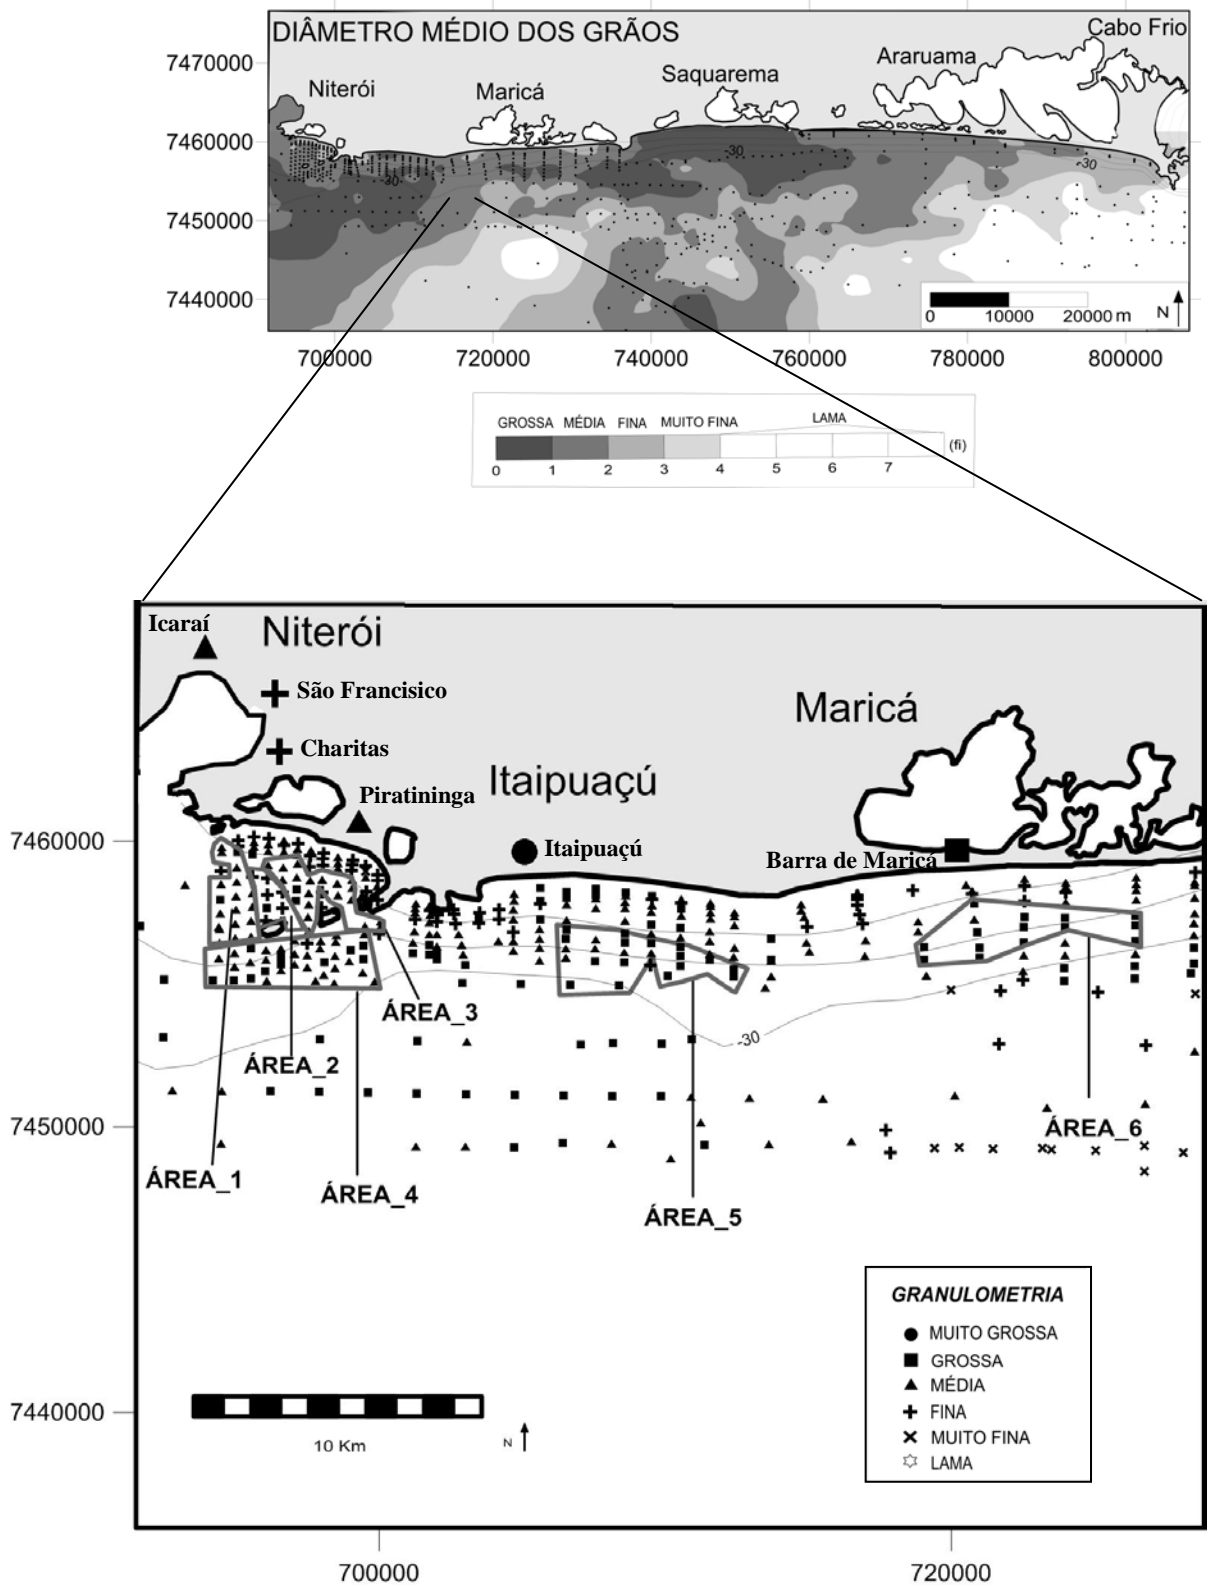 DIÂMETRO MÉDIO DOS GRÃOS
Cabo Frio
Araruama
Saquarema
Maricá
Niterói
7470000
7460000
7450000
7440000
-30
-30
-30
0 10000 20000 m
N
700000 720000 740000 760000 780000 800000
GROSSA MÉDIA FINA MUITO FINA LAMA
(fi)
0 1 2 3 4 5 6 7
Icaraí
Niterói
São Francisico
Charitas
Maricá
Itaipuaçú
Piratininga
Itaipuaçú
Barra de Maricá
7460000
-30
ÁREA_3
ÁREA_2
7450000
ÁREA_6
ÁREA_1
ÁREA_4
ÁREA_5
GRANULOMETRIA
MUITO GROSSA
GROSSA
MÉDIA
FINA
MUITO FINA
LAMA
7440000
10 Km
N
700000 720000